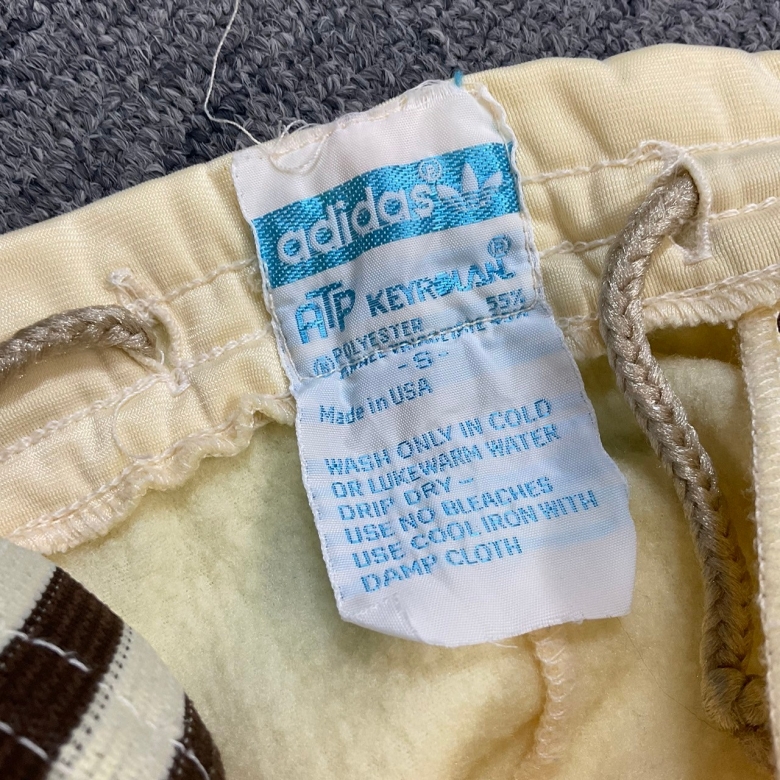 adidas®
ATP KEYROLAN®
POLYESTER 55%
- S -
Made in USA
WASH ONLY IN COLD
OR LUKEWARM WATER
DRIP DRY -
USE NO BLEACHES
USE COOL IRON WITH
DAMP CLOTH